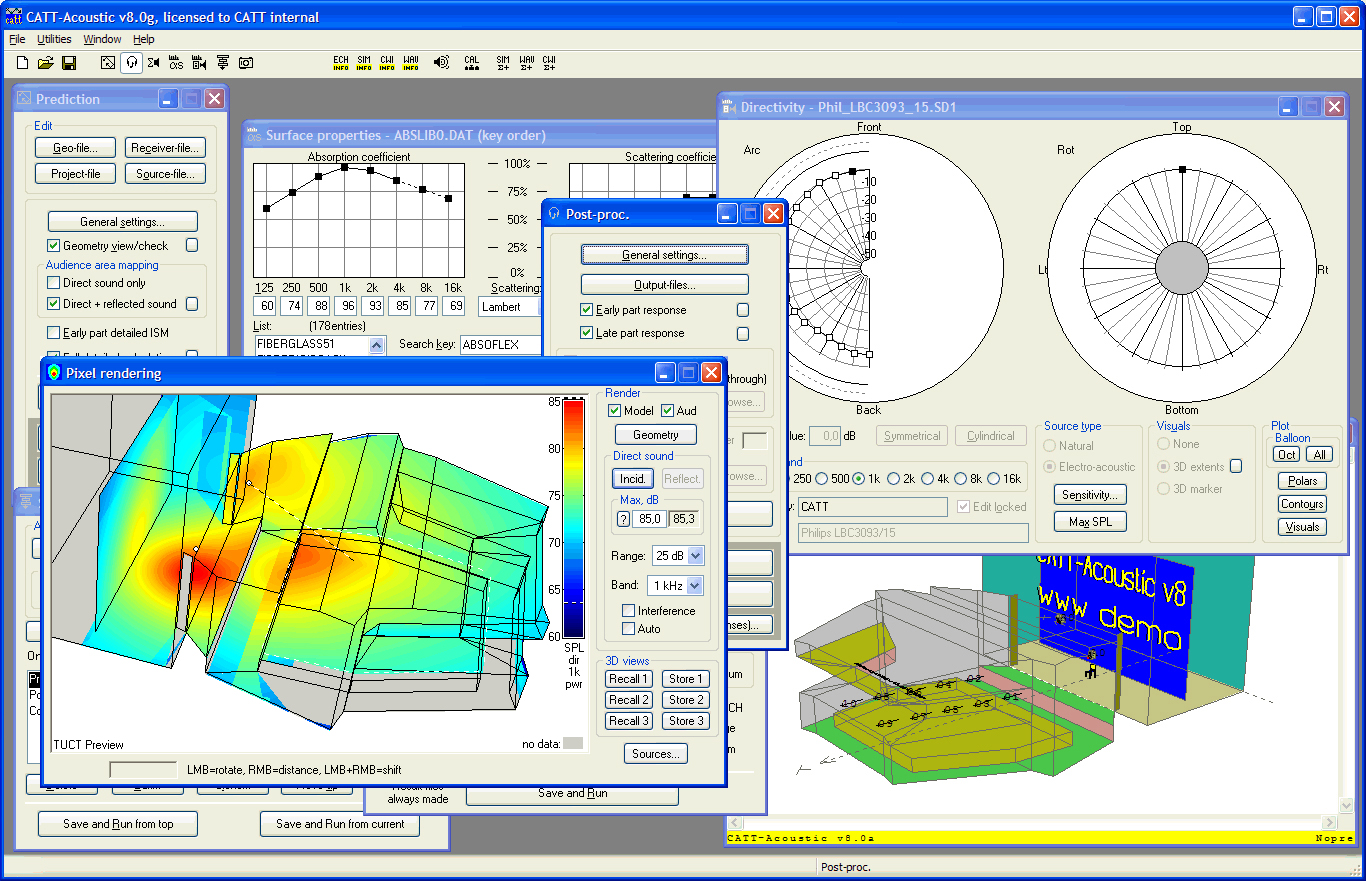 CATT-Acoustic v8.0g, licensed to CATT internal
File Utilities Window Help
ECH INFO SIM INFO CWI INFO WAV INFO CAL SIM Σ+ WAV Σ+ CWI Σ+
Prediction
Edit
Geo-file... Receiver-file...
Project-file Source-file...
General settings...
Geometry view/check
Audience area mapping
Direct sound only
Direct + reflected sound
Early part detailed ISM
Surface properties - ABSLIB0.DAT (key order)
Absorption coefficient
Scattering coefficie
100%
75%
50%
25%
0%
125 250 500 1k 2k 4k 8k 16k
Scattering:
60 74 88 96 93 85 77 69
Lambert
List: (178entries)
FIBERGLASS51
Search key: ABSOFLEX
Post-proc.
General settings...
Output-files...
Early part response
Late part response
through)
owse...
owse...
nses)...
Directivity - Phil_LBC3093_15.SD1
Front
Arc
-10
-20
-30
-40
-50
Back
Top
Rot
Lt
Rt
Bottom
lue: 0,0 dB Symmetrical Cylindrical
and
250 500 1k 2k 4k 8k 16k
y: CATT Edit locked
Philips LBC3093/15
Source type
Natural
Electro-acoustic
Sensitivity...
Max SPL
Visuals
None
3D extents
3D marker
Plot
Balloon
Oct All
Polars
Contours
Visuals
Pixel rendering
85
80
75
70
65
60
SPL
dir
1k
pwr
TUCT Preview
no data:
LMB=rotate, RMB=distance, LMB+RMB=shift
Render
Model Aud
Geometry
Direct sound
Incid. Reflect.
Max, dB
? 85,0 85,3
Range: 25 dB
Band: 1 kHz
Interference
Auto
3D views
Recall 1 Store 1
Recall 2 Store 2
Recall 3 Store 3
Sources...
always made
Save and Run
Save and Run from top Save and Run from current
CATT-Acoustic v8
www demo
CATT-Acoustic v8.0a
Nopre
Post-proc.